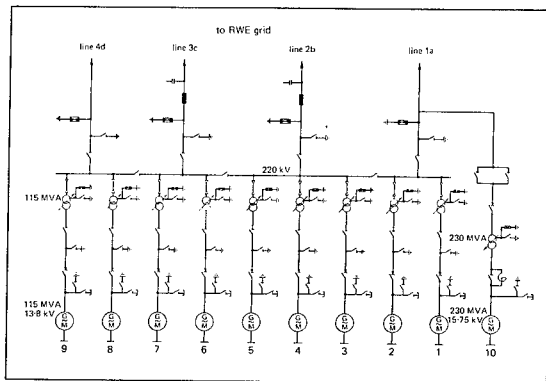 to RWE grid
line 4d line 3c line 2b line 1a
220 kV
115 MVA
230 MVA
115 MVA
13·8 kV
230 MVA
15·75 kV
G M G M G M G M G M G M G M G M G M G M
9 8 7 6 5 4 3 2 1 10